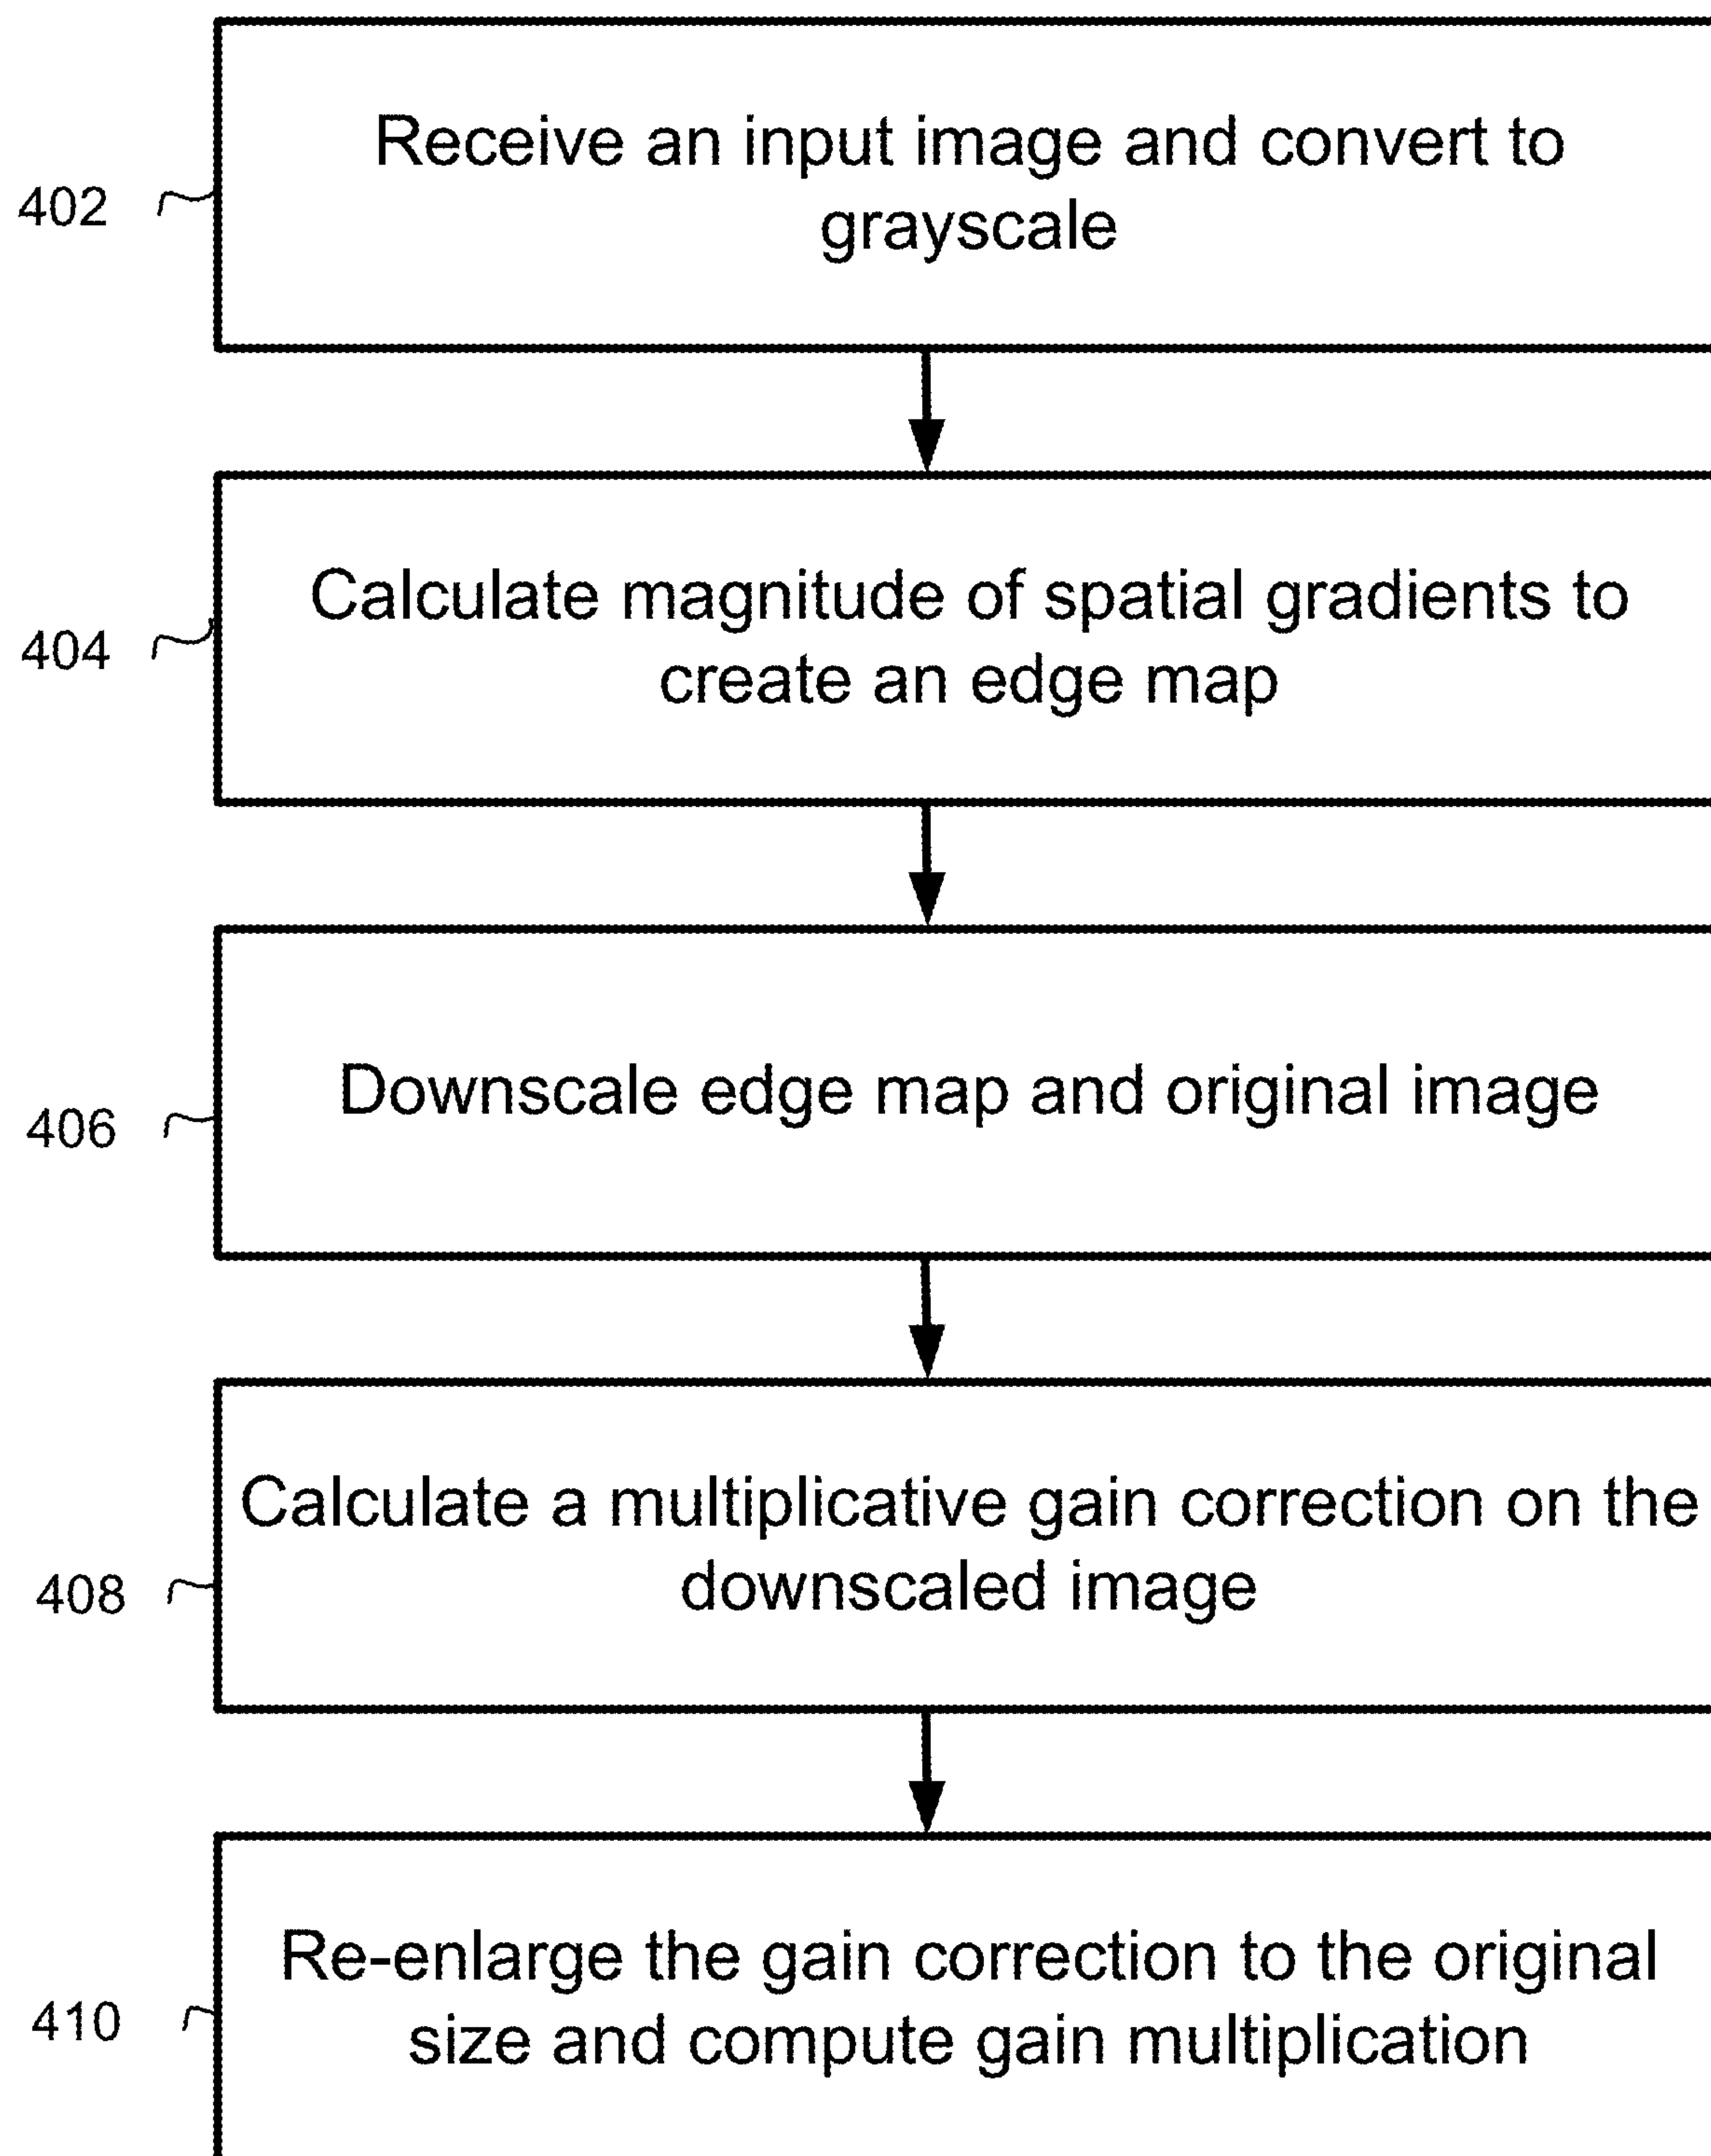 Receive an input image and convert to
grayscale
402
Calculate magnitude of spatial gradients to
create an edge map
404
Downscale edge map and original image
406
Calculate a multiplicative gain correction on the
downscaled image
408
Re-enlarge the gain correction to the original
size and compute gain multiplication
410